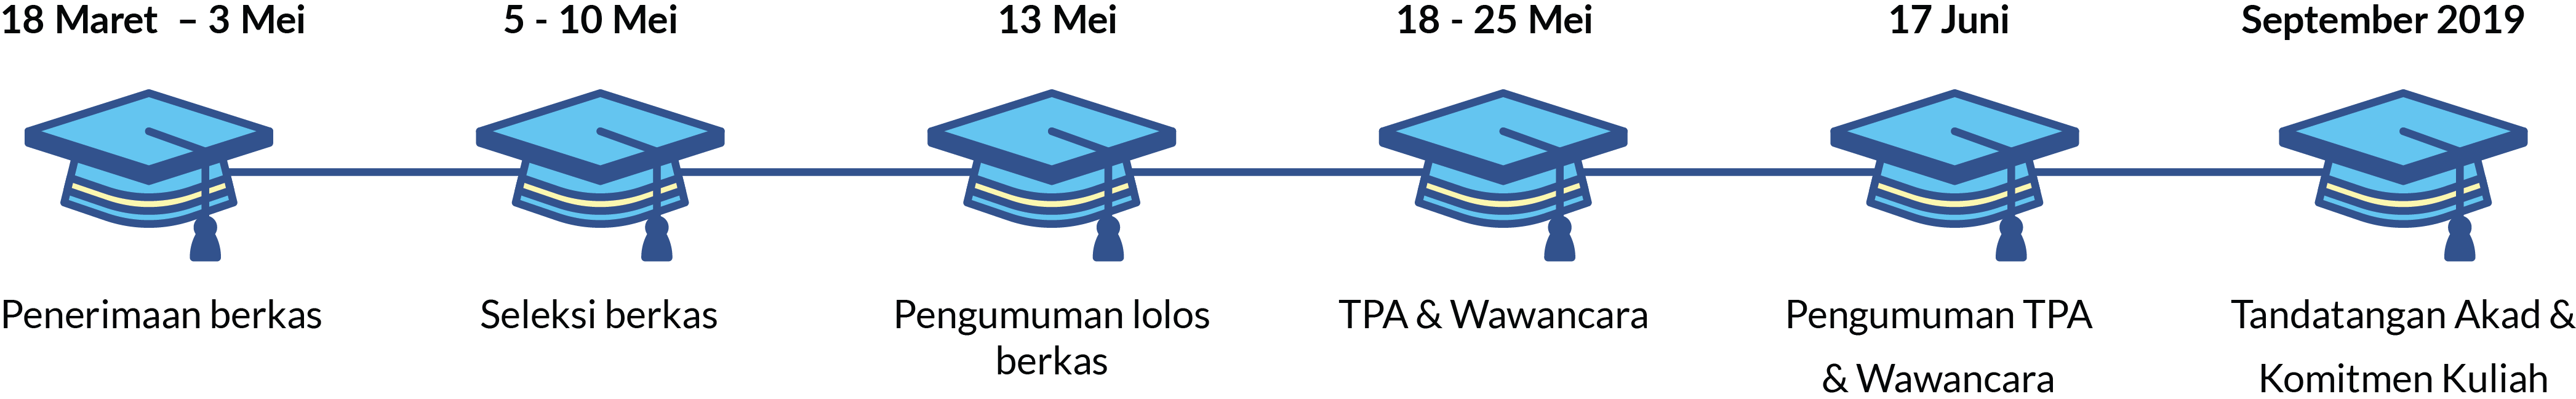 18 Maret – 3 Mei
5 - 10 Mei
13 Mei
18 - 25 Mei
17 Juni
September 2019
Penerimaan berkas
Seleksi berkas
Pengumuman lolos
berkas
TPA & Wawancara
Pengumuman TPA
& Wawancara
Tandatangan Akad &
Komitmen Kuliah